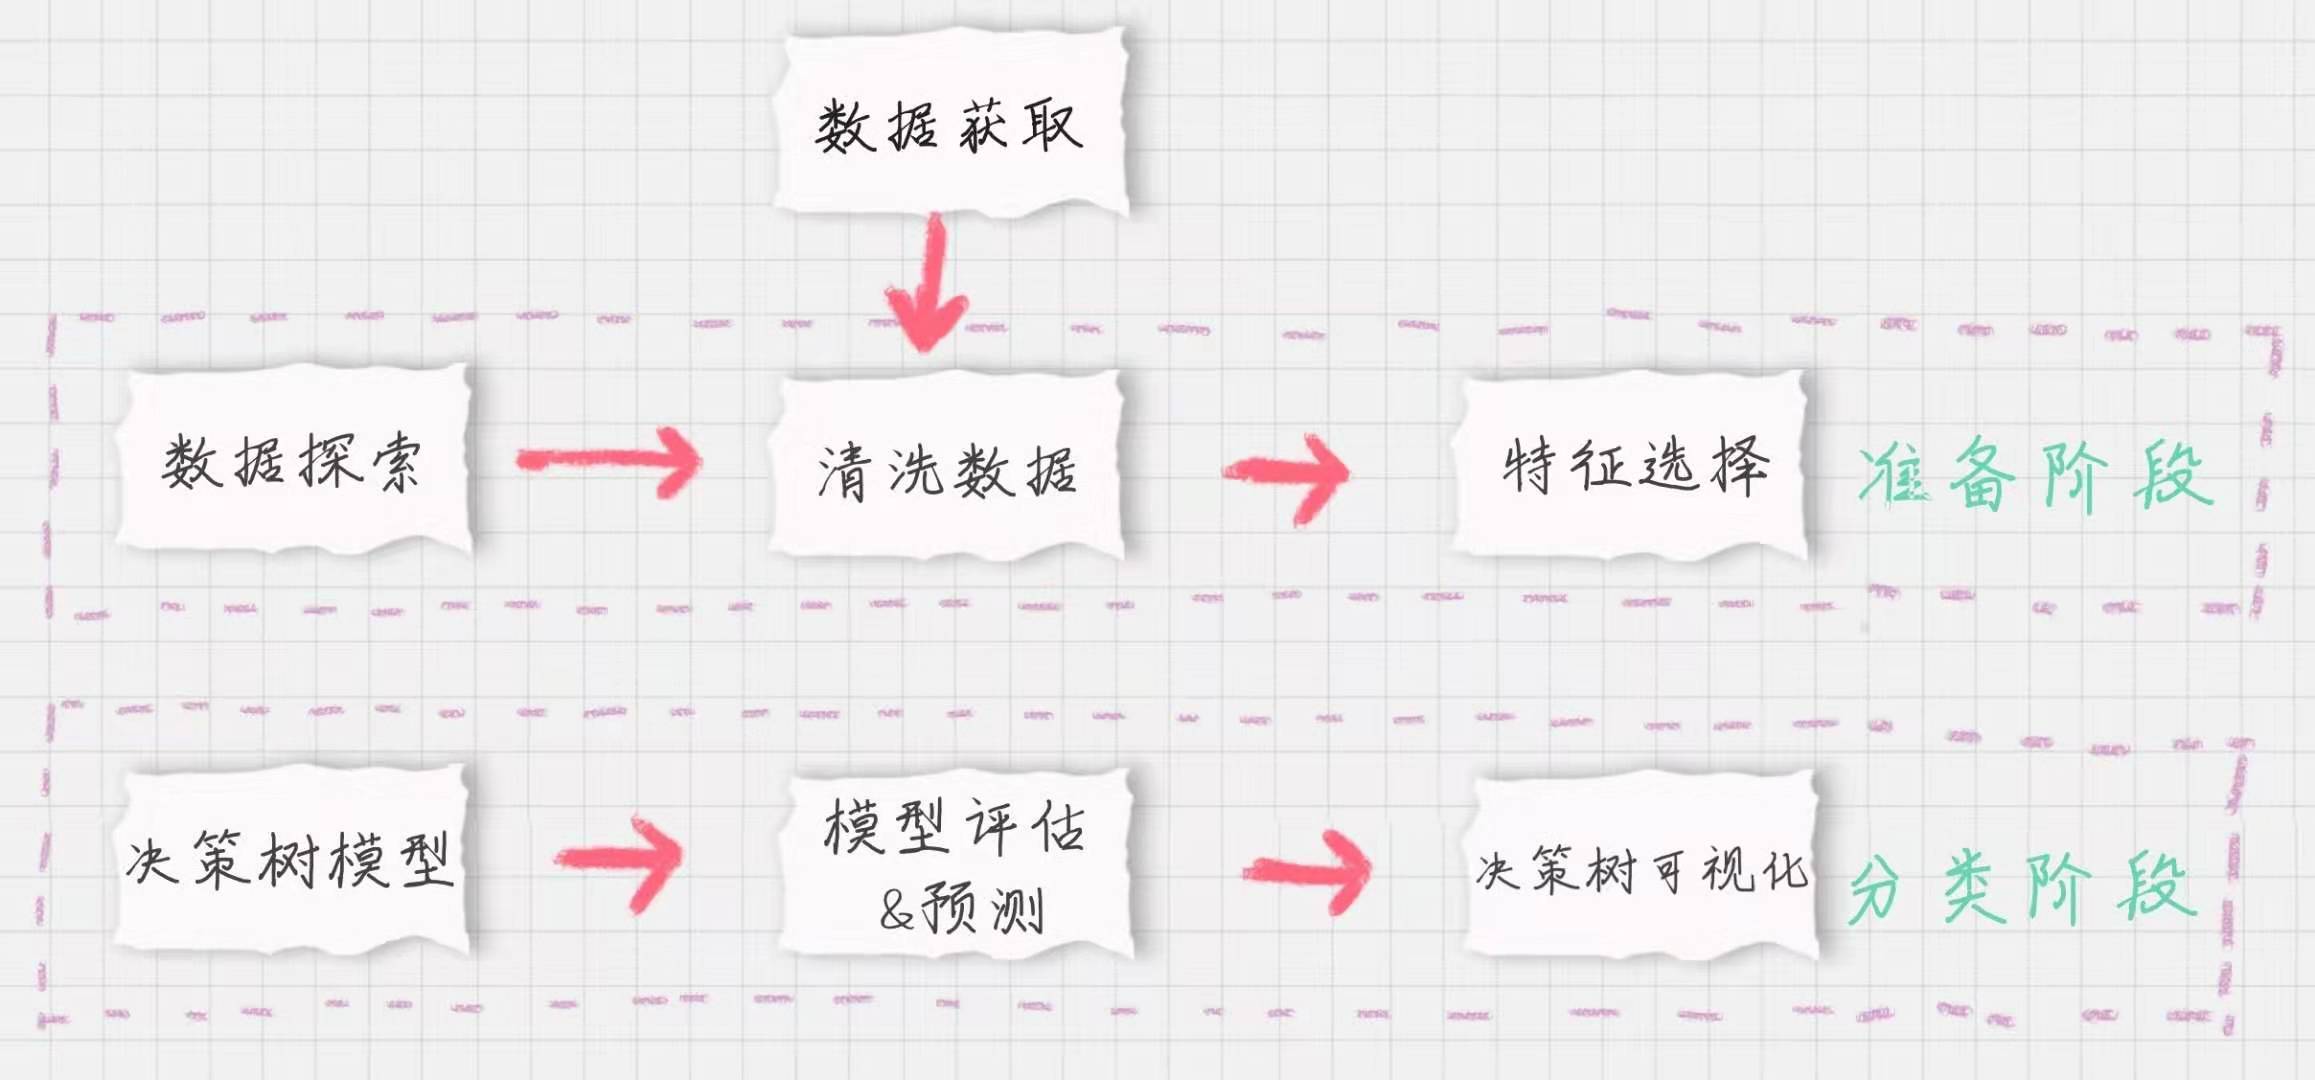 数据获取
数据探索
清洗数据
特征选择
准备阶段
决策树模型
模型评估
&预测
决策树可视化
分类阶段